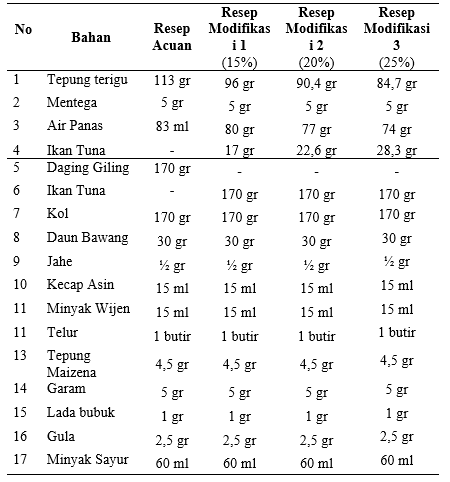 No Bahan Resep Acuan Resep Modifikas i 1 (15%) Resep Modifikas i 2 (20%) Resep Modifikasi 3 (25%)
1 Tepung terigu 113 gr 96 gr 90,4 gr 84,7 gr
2 Mentega 5 gr 5 gr 5 gr 5 gr
3 Air Panas 83 ml 80 gr 77 gr 74 gr
4 Ikan Tuna - 17 gr 22,6 gr 28,3 gr
5 Daging Giling 170 gr - - -
6 Ikan Tuna - 170 gr 170 gr 170 gr
7 Kol 170 gr 170 gr 170 gr 170 gr
8 Daun Bawang 30 gr 30 gr 30 gr 30 gr
9 Jahe ½ gr ½ gr ½ gr ½ gr
10 Kecap Asin 15 ml 15 ml 15 ml 15 ml
11 Minyak Wijen 15 ml 15 ml 15 ml 15 ml
11 Telur 1 butir 1 butir 1 butir 1 butir
13 Tepung Maizena 4,5 gr 4,5 gr 4,5 gr 4,5 gr
14 Garam 5 gr 5 gr 5 gr 5 gr
15 Lada bubuk 1 gr 1 gr 1 gr 1 gr
16 Gula 2,5 gr 2,5 gr 2,5 gr 2,5 gr
17 Minyak Sayur 60 ml 60 ml 60 ml 60 ml